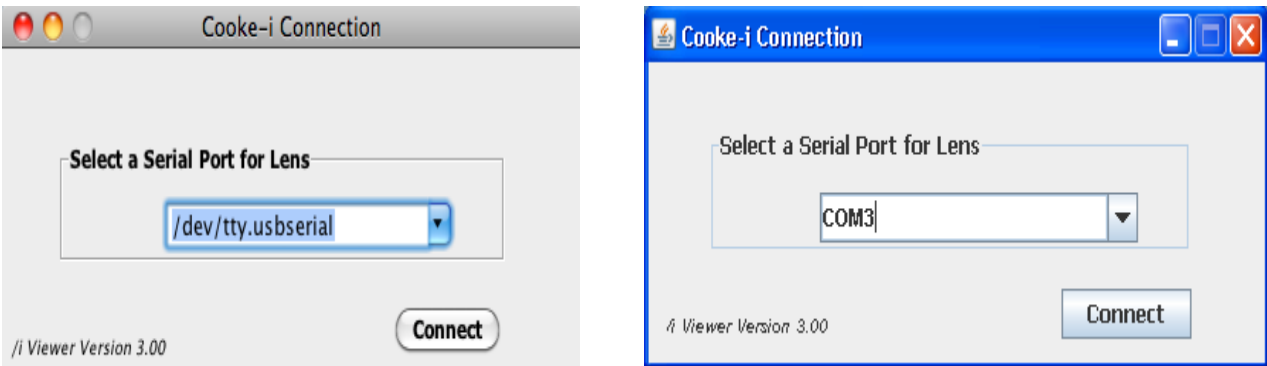 Cooke-i Connection
Select a Serial Port for Lens
/dev/tty.usbserial
Connect
/i Viewer Version 3.00
Cooke-i Connection
Select a Serial Port for Lens
COM3
Connect
/i Viewer Version 3.00